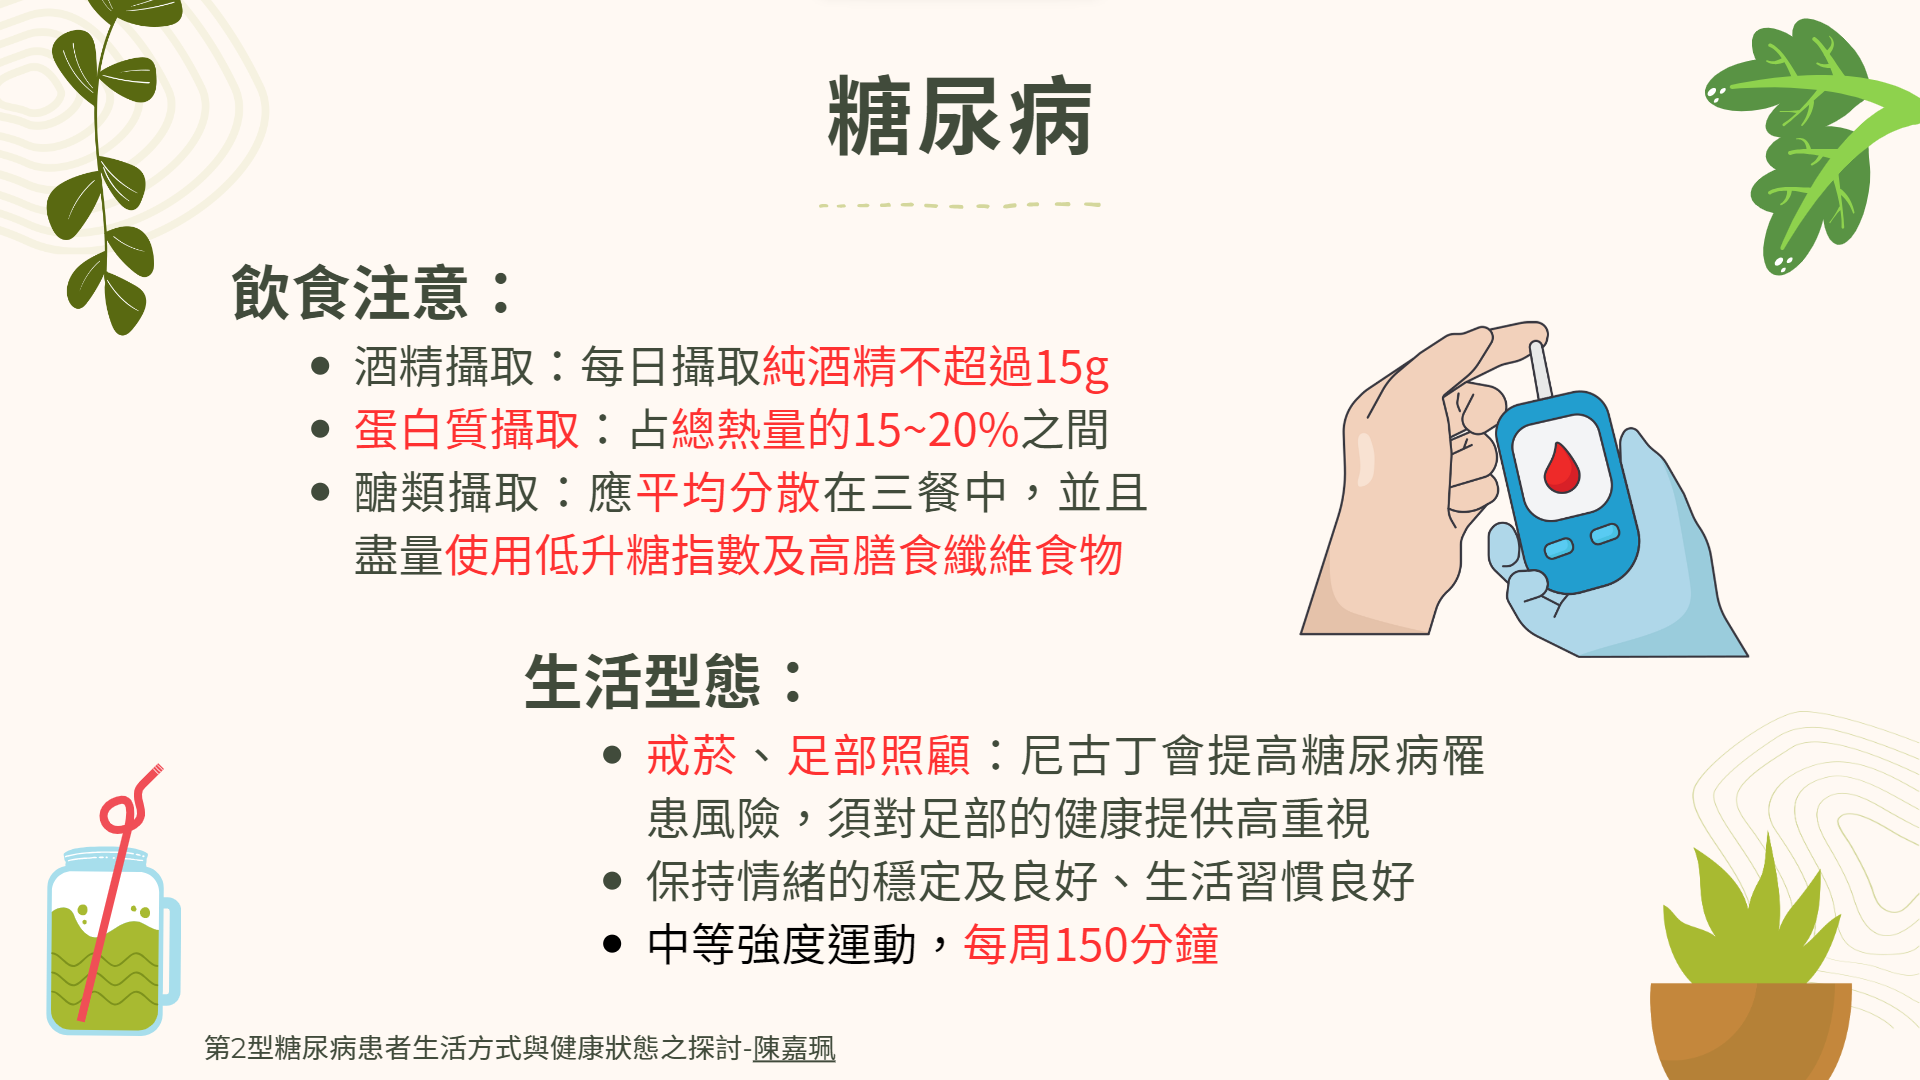 糖尿病
飲食注意：
• 酒精攝取：每日攝取純酒精不超過15g
• 蛋白質攝取：占總熱量的15~20%之間
• 醣類攝取：應平均分散在三餐中，並且
盡量使用低升糖指數及高膳食纖維食物
生活型態：
• 戒菸、足部照顧：尼古丁會提高糖尿病罹
患風險，須對足部的健康提供高重視
• 保持情緒的穩定及良好、生活習慣良好
• 中等強度運動，每周150分鐘
第2型糖尿病患者生活方式與健康狀態之探討-陳嘉珮